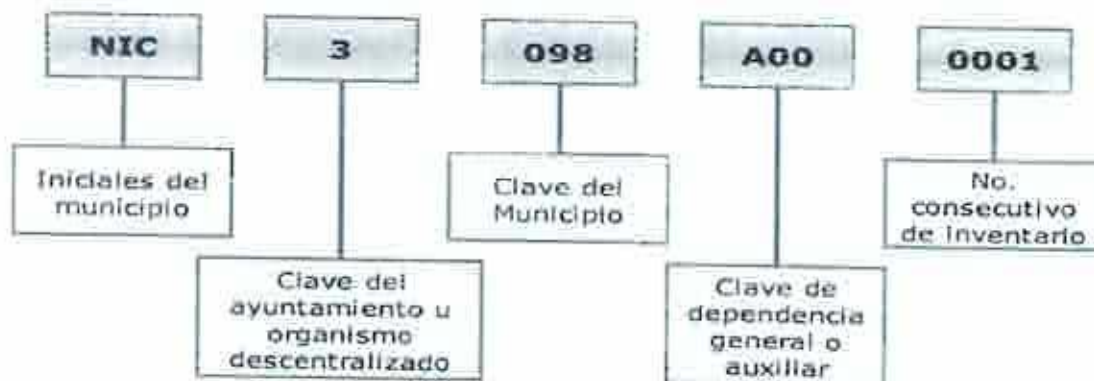 NIC 3 098 A00 0001
Iniciales del
municipio
Clave del
ayuntamiento u
organismo
descentralizado
Clave del
Municipio
Clave de
dependencia
general o
auxiliar
No.
consecutivo
de inventario